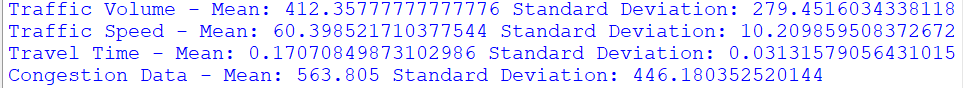 Traffic Volume - Mean: 412.35777777777776 Standard Deviation: 279.4516034338118
Traffic Speed - Mean: 60.398521710377544 Standard Deviation: 10.209859508372672
Travel Time - Mean: 0.17070849873102986 Standard Deviation: 0.03131579056431015
Congestion Data - Mean: 563.805 Standard Deviation: 446.180352520144